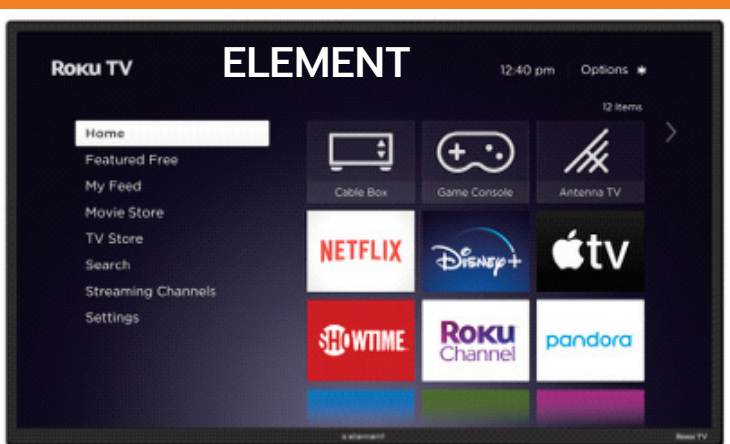 Roku TV
ELEMENT
12:40 pm
Options *
12 Items
Home
Featured Free
My Feed
Movie Store
TV Store
Search
Streaming Channels
Settings
Cable Box
Game Console
Antenna TV
NETFLIX
Disney+
tv
SHOWTIME
Roku
Channel
pandora
element
Roku TV